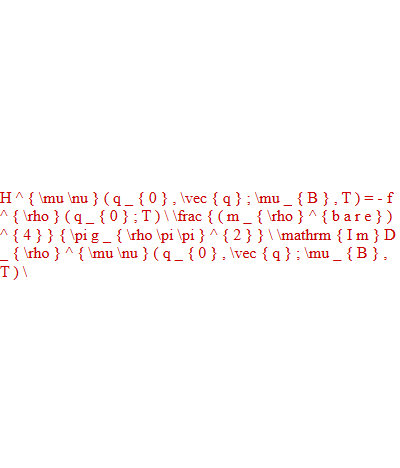 H ^ { \mu \nu } ( q _ { 0 } , \vec { q } ; \mu _ { B } , T ) = - f
^ { \rho } ( q _ { 0 } ; T ) \ \frac { ( m _ { \rho } ^ { b a r e } )
^ { 4 } } { \pi g _ { \rho \pi \pi } ^ { 2 } } \ \mathrm { I m } D
_ { \rho } ^ { \mu \nu } ( q _ { 0 } , \vec { q } ; \mu _ { B } ,
T ) \